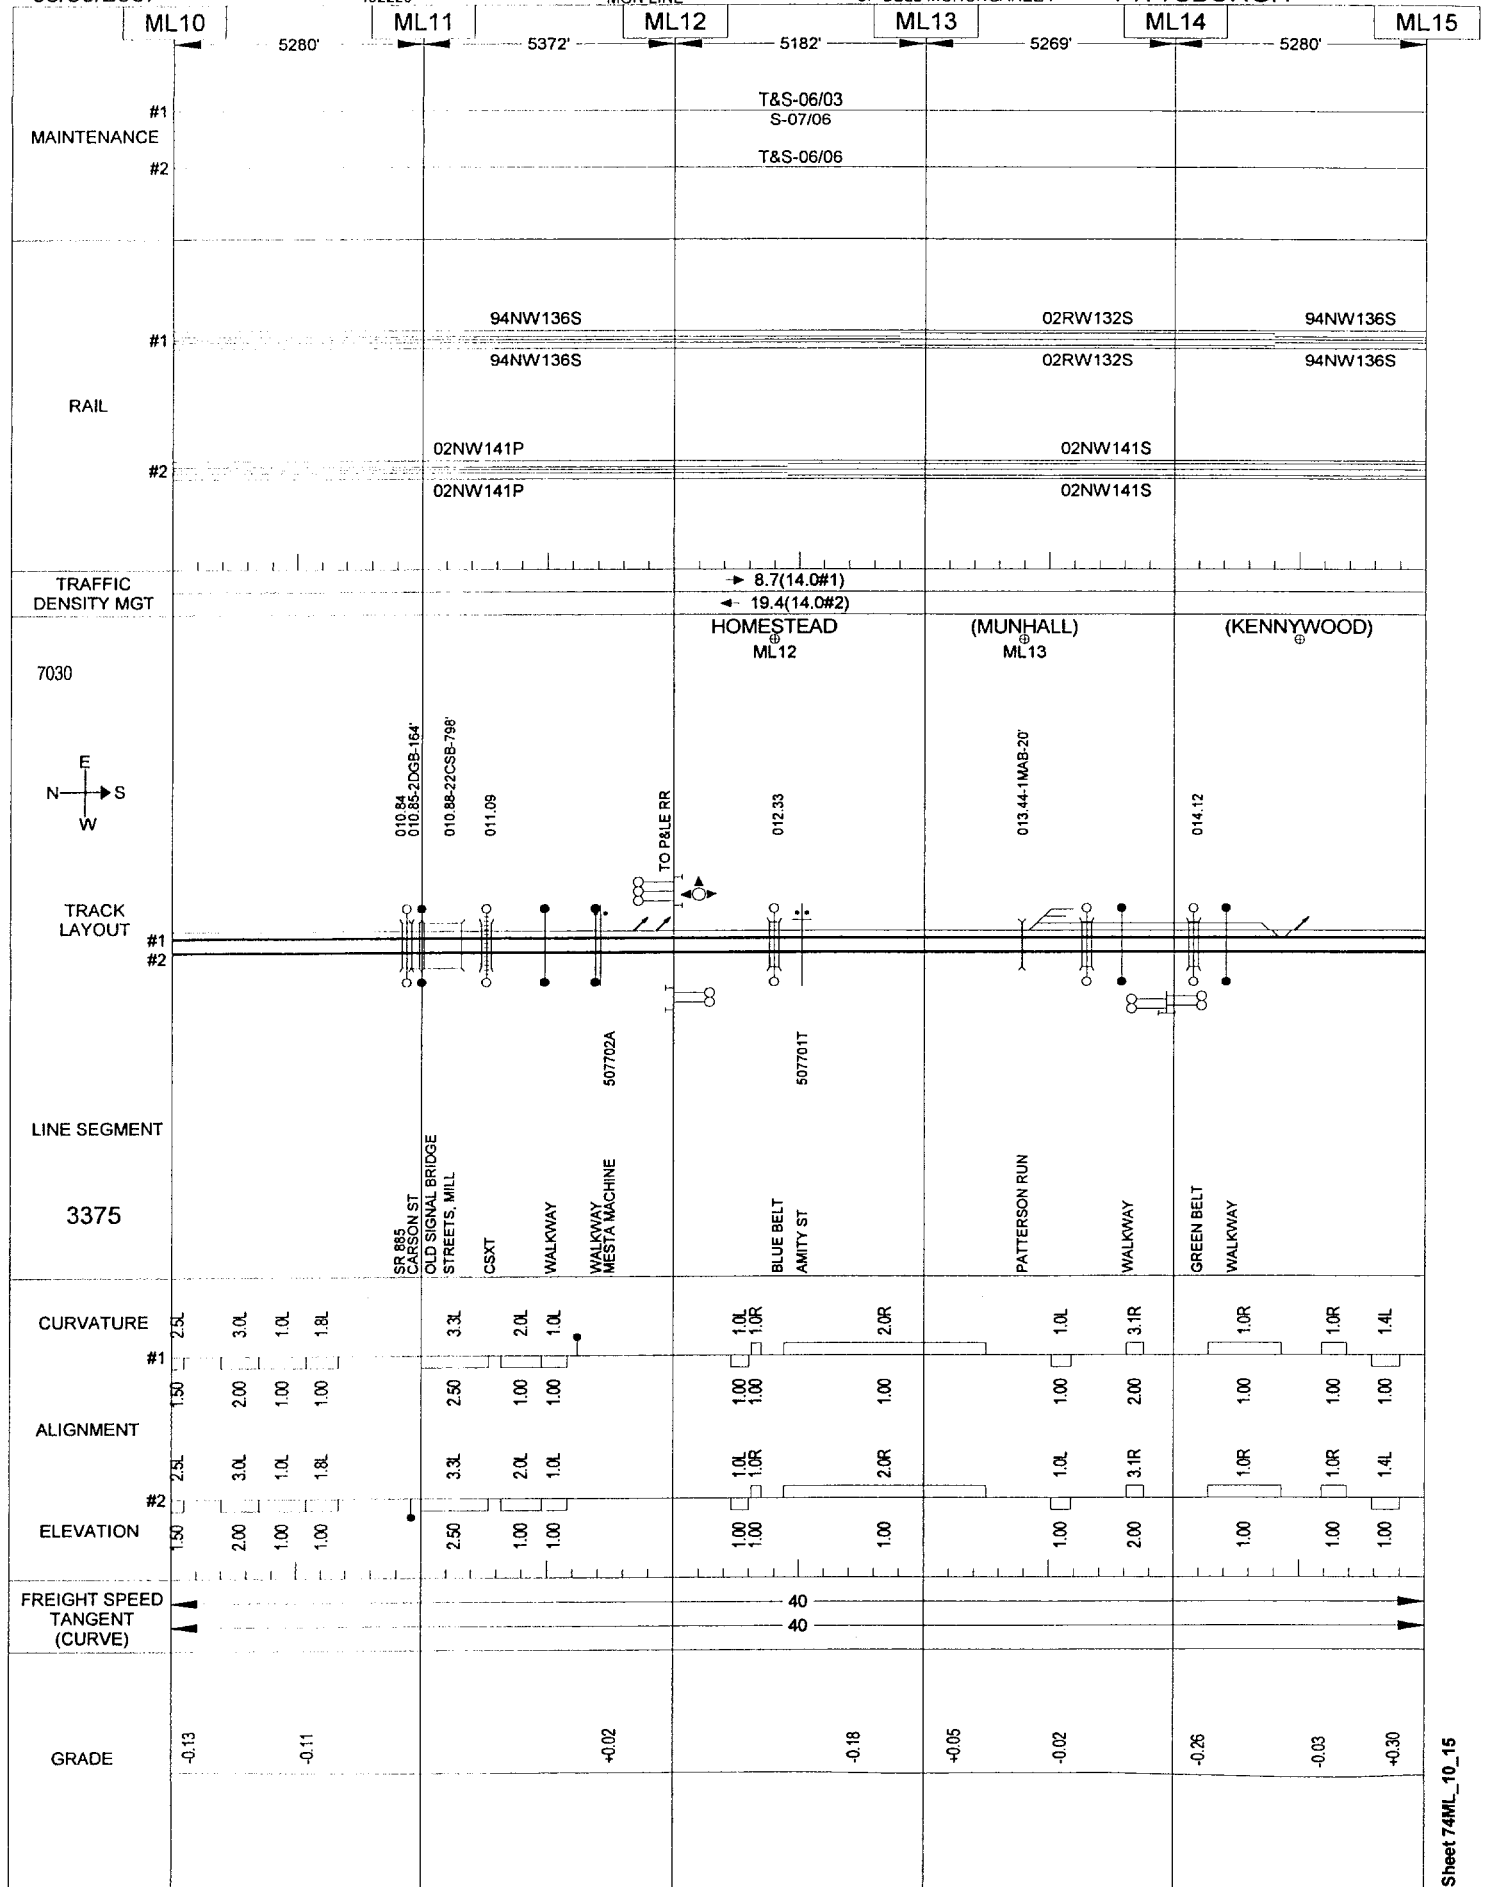 ML10 ML11 ML12 ML13 ML14 ML15
5280' 5372' 5182' 5269' 5280'
MAINTENANCE
#1
T&S-06/03
S-07/06
#2
T&S-06/06
RAIL
#1
94NW136S 02RW132S 94NW136S
94NW136S 02RW132S 94NW136S
#2
02NW141P 02NW141S
02NW141P 02NW141S
TRAFFIC
DENSITY MGT
8.7(14.0#1)
19.4(14.0#2)
HOMESTEAD (MUNHALL) (KENNYWOOD)
ML12 ML13
7030
E
N S
W
010.84
010.85-2DGB-164'
010.88-22CSB-798'
011.09
TO P&LE RR
012.33
013.44-1MAB-20'
014.12
TRACK
LAYOUT
#1
#2
507702A
507701T
LINE SEGMENT
3375
SR 885
CARSON ST
OLD SIGNAL BRIDGE
STREETS, MILL
CSXT
WALKWAY
WALKWAY
MESTA MACHINE
BLUE BELT
AMITY ST
PATTERSON RUN
WALKWAY
GREEN BELT
WALKWAY
CURVATURE
2.5L 3.0L 1.0L 1.8L 3.3L 2.0L 1.0L 1.0L 1.0R 2.0R 1.0L 3.1R 1.0R 1.0R 1.4L
#1
1.50 2.00 1.00 1.00 2.50 1.00 1.00 1.00 1.00 1.00 1.00 2.00 1.00 1.00 1.00
ALIGNMENT
2.5L 3.0L 1.0L 1.8L 3.3L 2.0L 1.0L 1.0L 1.0R 2.0R 1.0L 3.1R 1.0R 1.0R 1.4L
#2
ELEVATION
1.50 2.00 1.00 1.00 2.50 1.00 1.00 1.00 1.00 1.00 1.00 2.00 1.00 1.00 1.00
FREIGHT SPEED
TANGENT
(CURVE)
40
40
GRADE
-0.13 -0.11 +0.02 -0.18 +0.05 -0.02 -0.26 -0.03 +0.30
Sheet 74ML_10_15